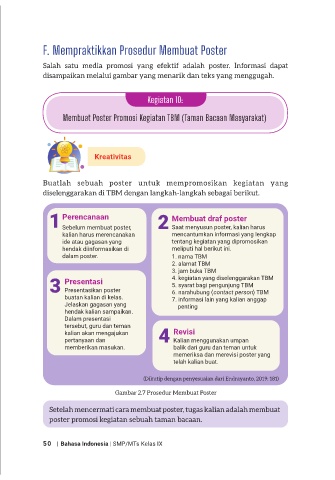 F. Mempraktikkan Prosedur Membuat Poster
Salah satu media promosi yang efektif adalah poster. Informasi dapat
disampaikan melalui gambar yang menarik dan teks yang menggugah.
Kegiatan 10:
Membuat Poster Promosi Kegiatan TBM (Taman Bacaan Masyarakat)
Kreativitas
Buatlah sebuah poster untuk mempromosikan kegiatan yang
diselenggarakan di TBM dengan langkah-langkah sebagai berikut.
1 Perencanaan
Sebelum membuat poster,
kalian harus merencanakan
ide atau gagasan yang
hendak diinformasikan di
dalam poster.
2 Membuat draf poster
Saat menyusun poster, kalian harus
mencantumkan informasi yang lengkap
tentang kegiatan yang dipromosikan
meliputi hal berikut ini.
1. nama TBM
2. alamat TBM
3. jam buka TBM
4. kegiatan yang diselenggarakan TBM
5. syarat bagi pengunjung TBM
6. narahubung (contact person) TBM
7. informasi lain yang kalian anggap
penting
3 Presentasi
Presentasikan poster
buatan kalian di kelas.
Jelaskan gagasan yang
hendak kalian sampaikan.
Dalam presentasi
tersebut, guru dan teman
kalian akan mengajukan
pertanyaan dan
memberikan masukan.
4 Revisi
Kalian menggunakan umpan
balik dari guru dan teman untuk
memeriksa dan merevisi poster yang
telah kalian buat.
(Dikutip dengan penyesuaian dari Endrayanto, 2019: 181)
Gambar 2.7 Prosedur Membuat Poster
Setelah mencermati cara membuat poster, tugas kalian adalah membuat
poster promosi kegiatan sebuah taman bacaan.
50 | Bahasa Indonesia | SMP/MTs Kelas IX